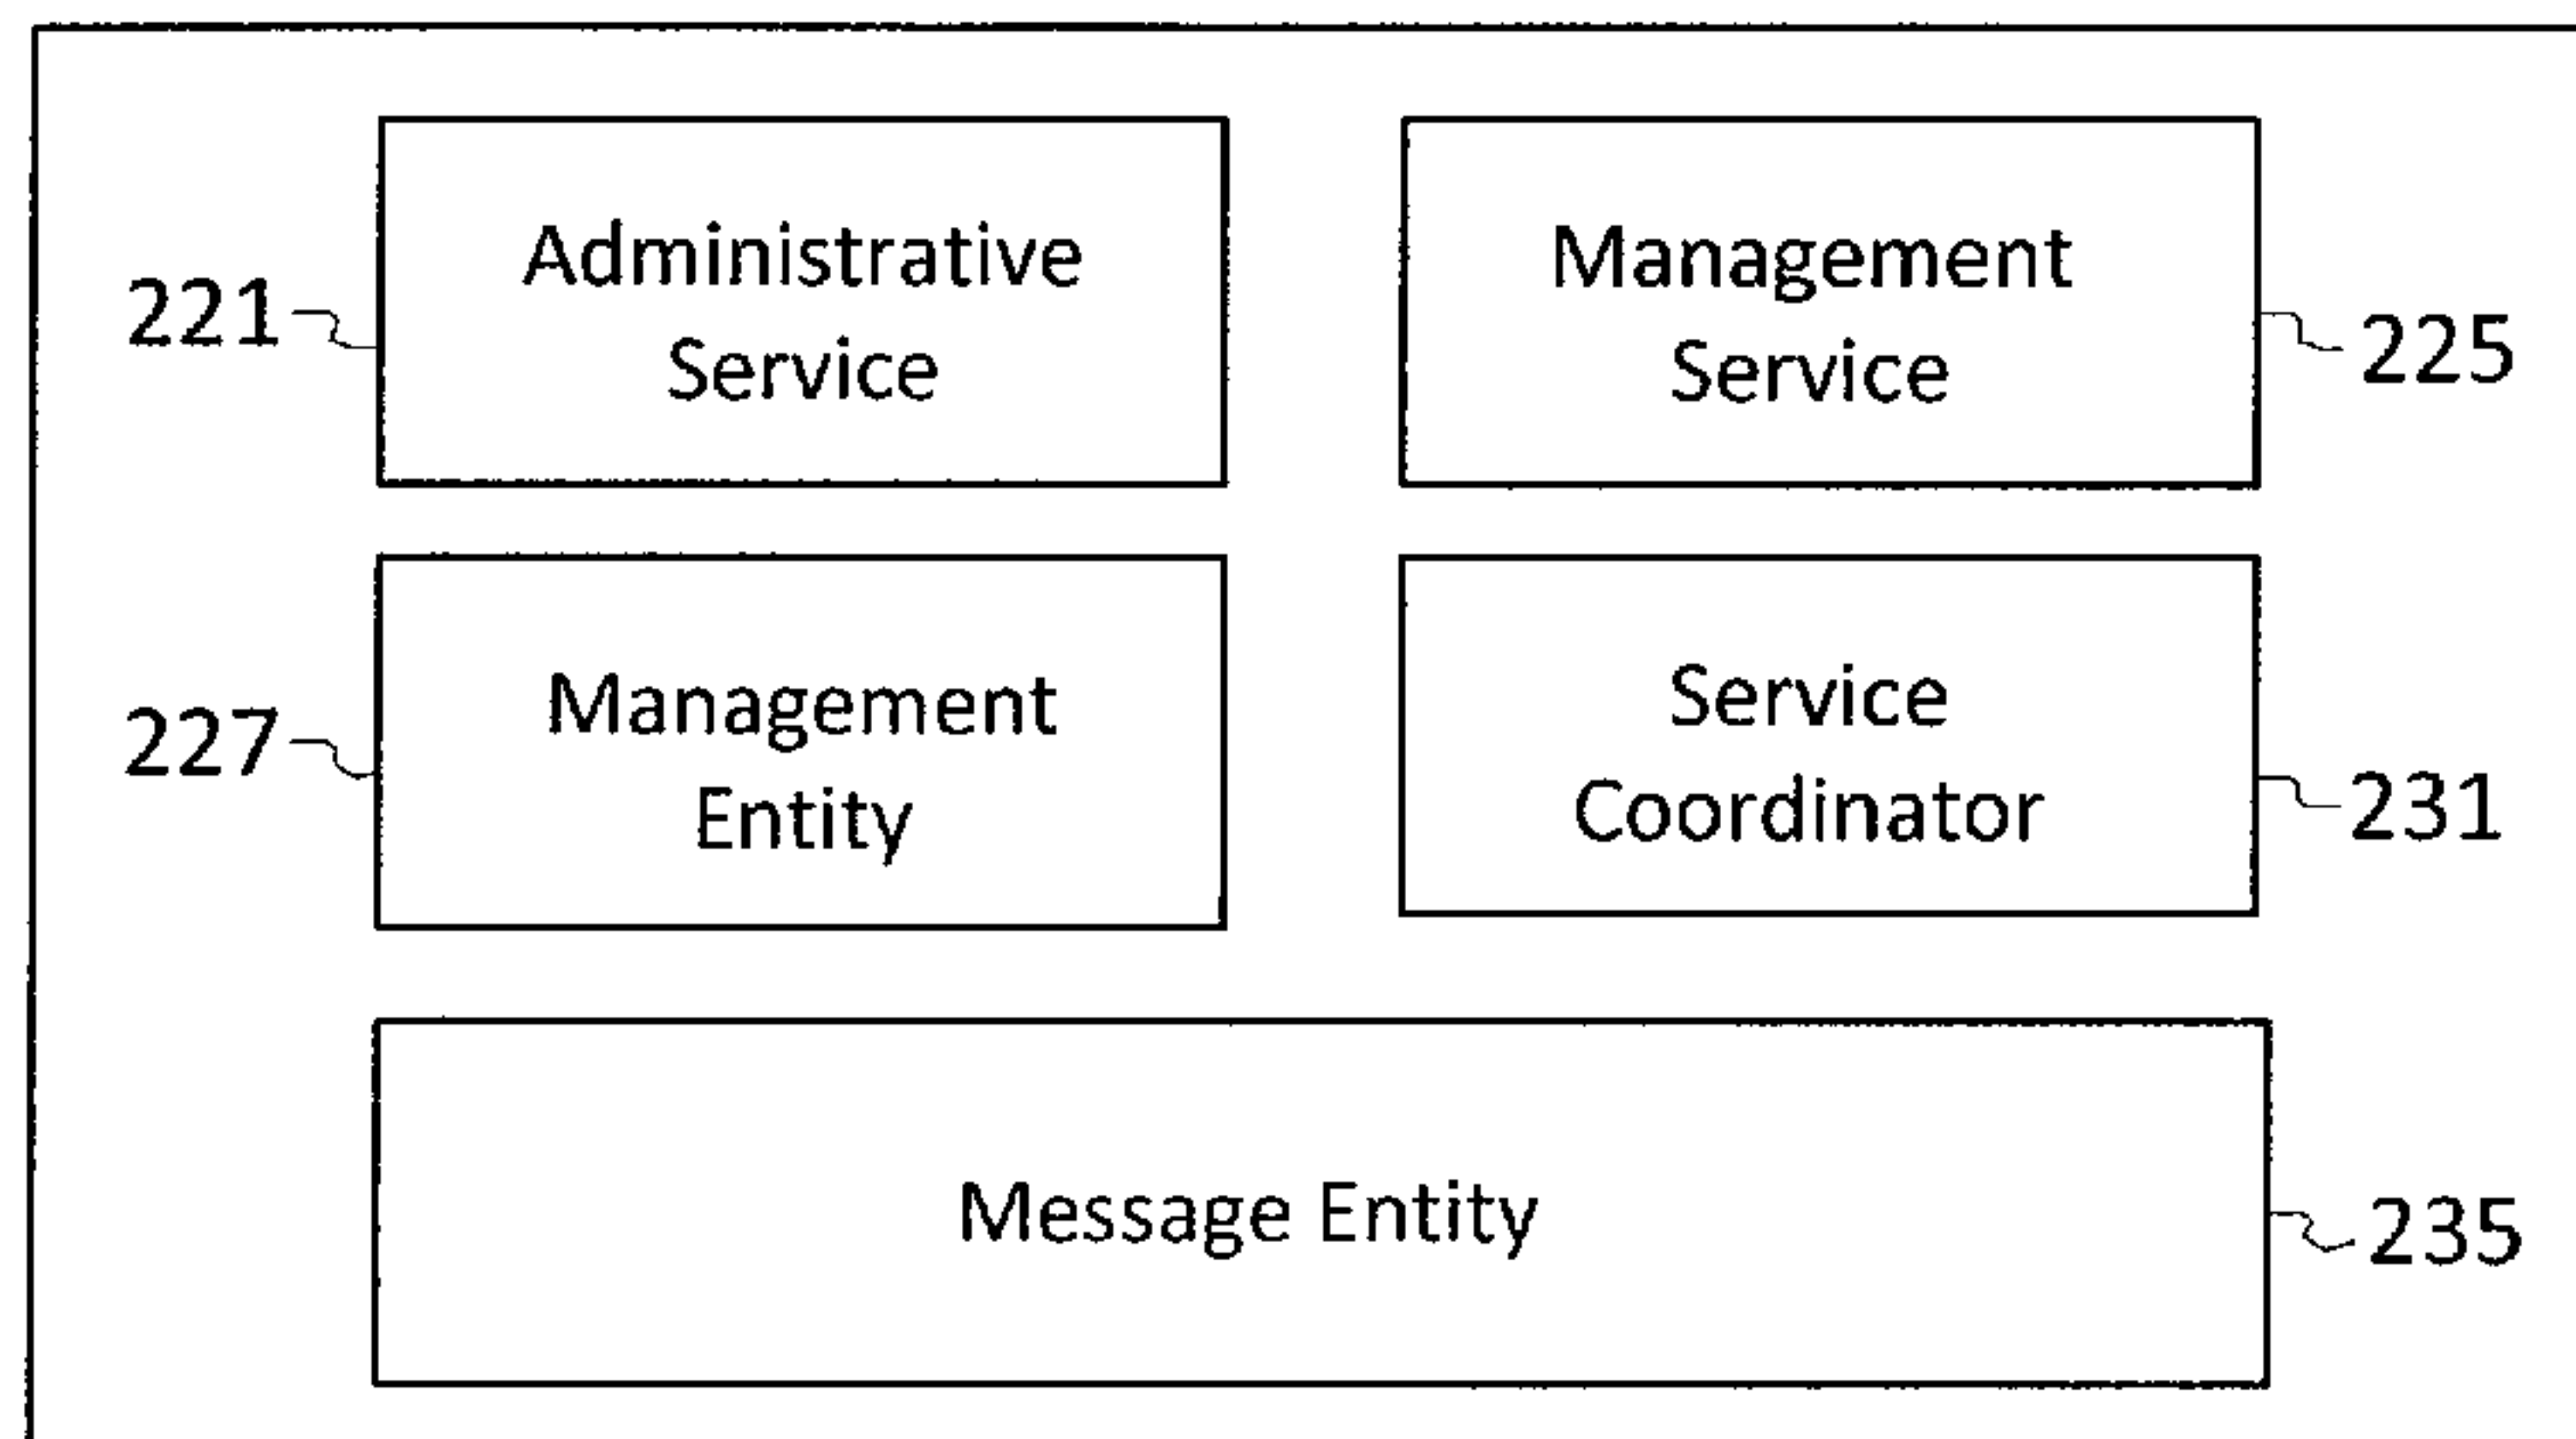 Administrative
Service
221
Management
Service
225
Management
Entity
227
Service
Coordinator
231
Message Entity
235